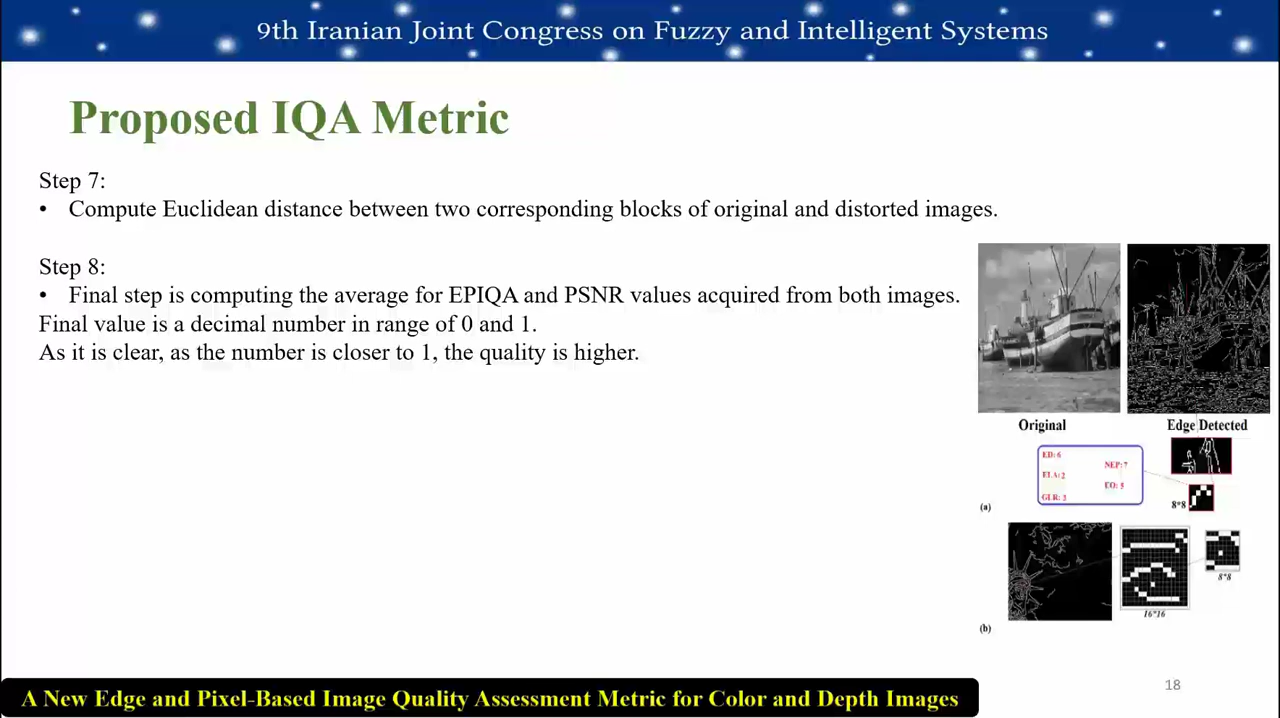 9th Iranian Joint Congress on Fuzzy and Intelligent Systems
Proposed IQA Metric
Step 7:
• Compute Euclidean distance between two corresponding blocks of original and distorted images.
Step 8:
• Final step is computing the average for EPIQA and PSNR values acquired from both images.
Final value is a decimal number in range of 0 and 1.
As it is clear, as the number is closer to 1, the quality is higher.
Original
Edge Detected
ED: 6
NEP: 7
ELA: 2
EO: 5
GLR: 3
8*8
(a)
8*8
16*16
(b)
18
A New Edge and Pixel-Based Image Quality Assessment Metric for Color and Depth Images